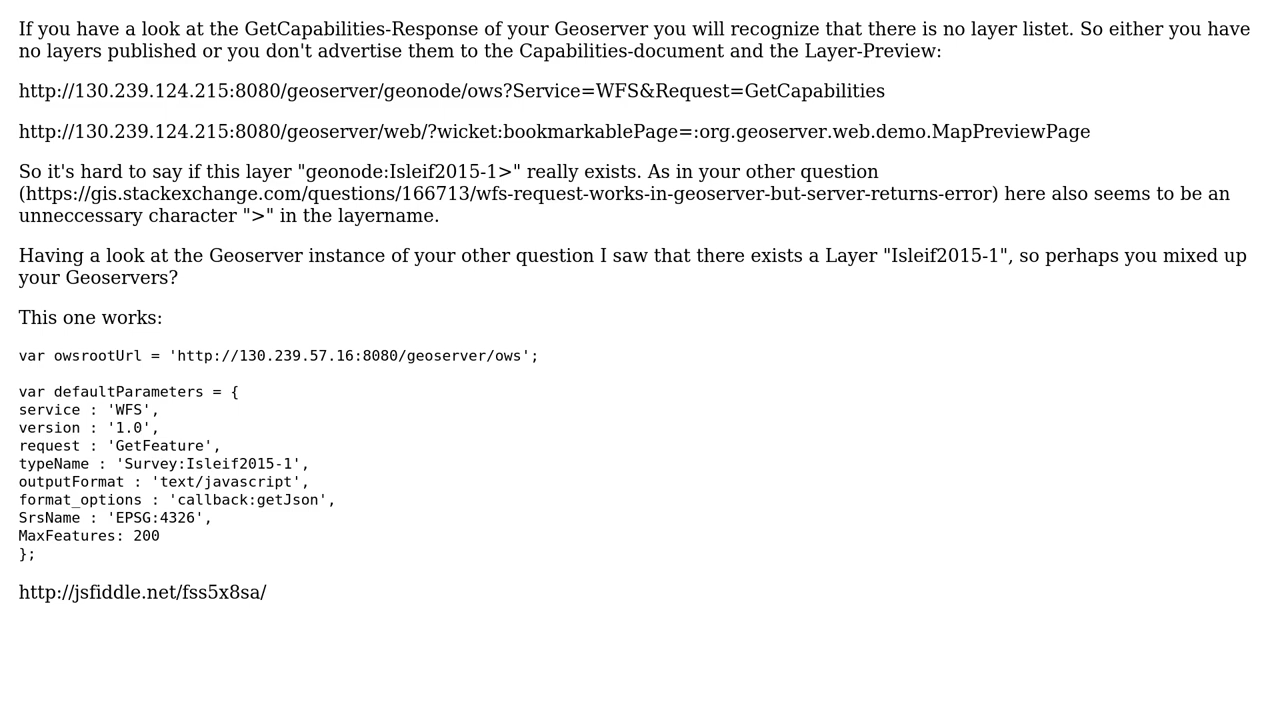 If you have a look at the GetCapabilities-Response of your Geoserver you will recognize that there is no layer listet. So either you have
no layers published or you don't advertise them to the Capabilities-document and the Layer-Preview:
http://130.239.124.215:8080/geoserver/geonode/ows?Service=WFS&Request=GetCapabilities
http://130.239.124.215:8080/geoserver/web/?wicket:bookmarkablePage=:org.geoserver.web.demo.MapPreviewPage
So it's hard to say if this layer "geonode:Isleif2015-1>" really exists. As in your other question
(https://gis.stackexchange.com/questions/166713/wfs-request-works-in-geoserver-but-server-returns-error) here also seems to be an
unneccessary character ">" in the layername.
Having a look at the Geoserver instance of your other question I saw that there exists a Layer "Isleif2015-1", so perhaps you mixed up
your Geoservers?
This one works:
var owsrootUrl = 'http://130.239.57.16:8080/geoserver/ows';
var defaultParameters = {
service : 'WFS',
version : '1.0',
request : 'GetFeature',
typeName : 'Survey:Isleif2015-1',
outputFormat : 'text/javascript',
format_options : 'callback:getJson',
SrsName : 'EPSG:4326',
MaxFeatures: 200
};
http://jsfiddle.net/fss5x8sa/